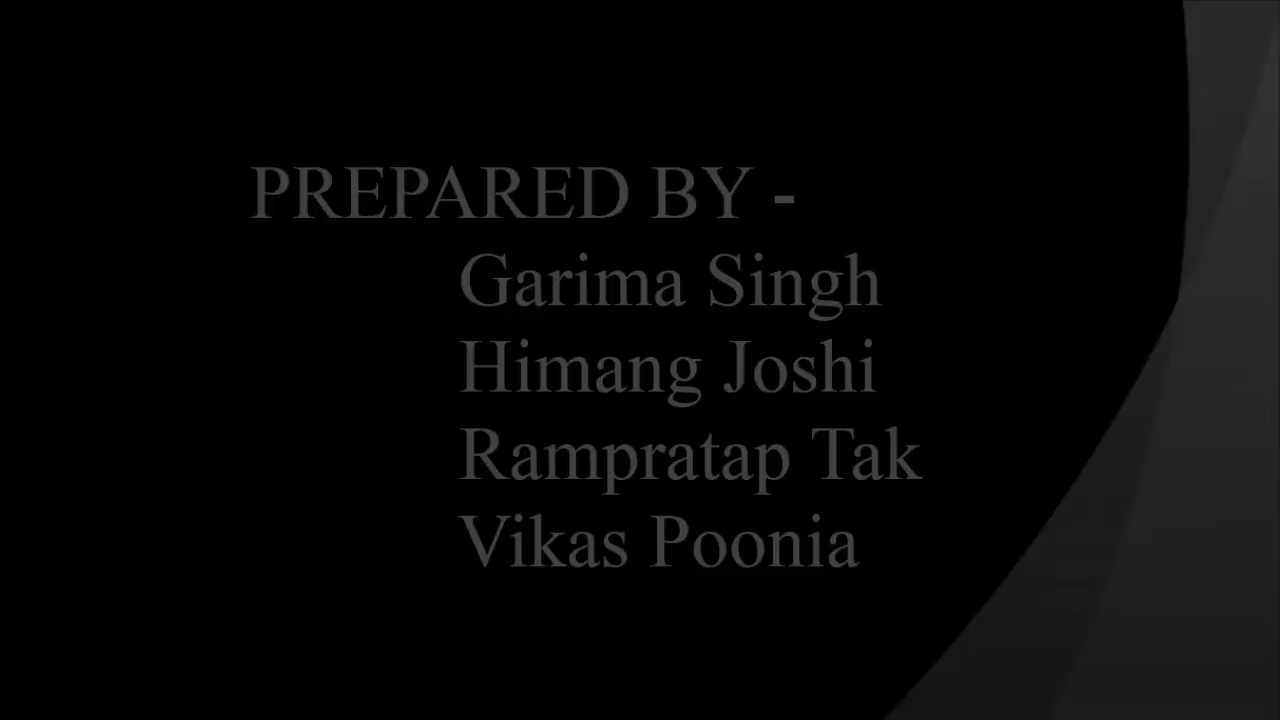 PREPARED BY -
Garima Singh
Himang Joshi
Rampratap Tak
Vikas Poonia